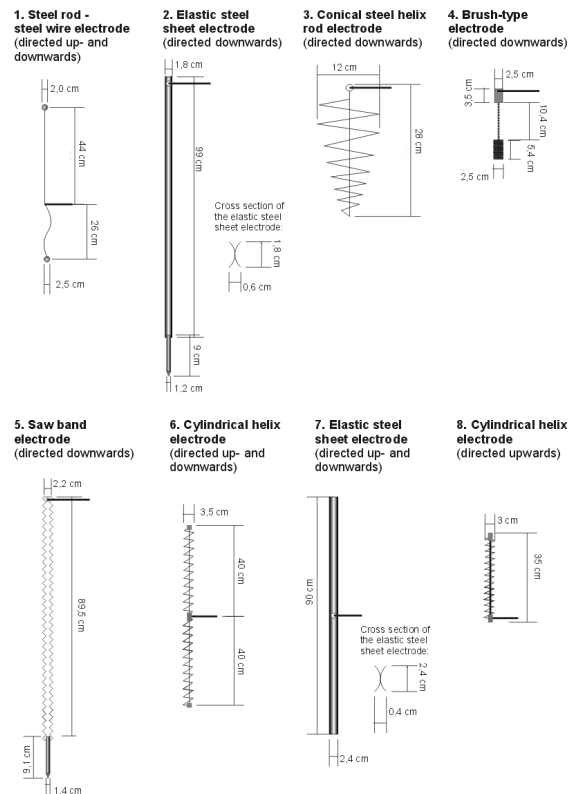 1. Steel rod -
steel wire electrode
(directed up- and
downwards)
2,0 cm
44 cm
26 cm
2,5 cm
2. Elastic steel
sheet electrode
(directed downwards)
1,8 cm
99 cm
Cross section of
the elastic steel
sheet electrode:
1,8 cm
0,6 cm
9 cm
1,2 cm
3. Conical steel helix
rod electrode
(directed downwards)
12 cm
28 cm
4. Brush-type
electrode
(directed downwards)
2,5 cm
3,5 cm
10,4 cm
5,4 cm
2,5 cm
5. Saw band
electrode
(directed downwards)
2,2 cm
89,5 cm
9,1 cm
1,4 cm
6. Cylindrical helix
electrode
(directed up- and
downwards)
3,5 cm
40 cm
40 cm
7. Elastic steel
sheet electrode
(directed up- and
downwards)
90 cm
Cross section of
the elastic steel
sheet electrode:
2,4 cm
0,4 cm
2,4 cm
8. Cylindrical helix
electrode
(directed upwards)
3 cm
35 cm